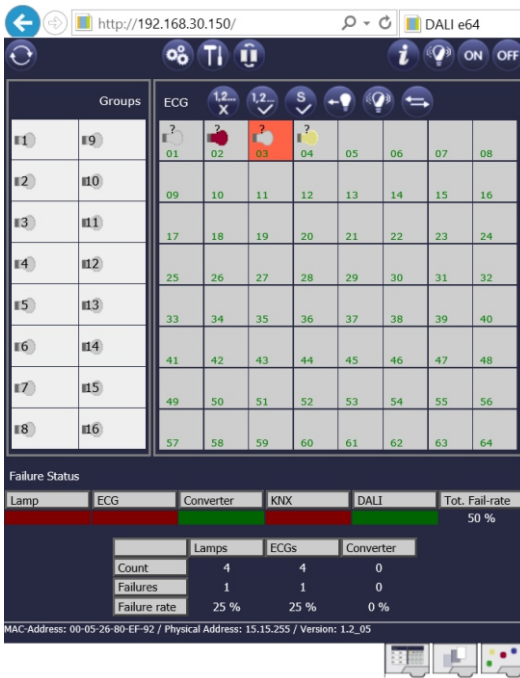 http://192.168.30.150/
DALI e64
i ON OFF
Groups
ECG 1,2... 1,2... S
1 9
2 10
3 11
4 12
5 13
6 14
7 15
8 16
? ? ? ?
01 02 03 04 05 06 07 08
09 10 11 12 13 14 15 16
17 18 19 20 21 22 23 24
25 26 27 28 29 30 31 32
33 34 35 36 37 38 39 40
41 42 43 44 45 46 47 48
49 50 51 52 53 54 55 56
57 58 59 60 61 62 63 64
Failure Status
Lamp ECG Converter KNX DALI Tot. Fail-rate
50 %
Lamps ECGs Converter
Count 4 4 0
Failures 1 1 0
Failure rate 25 % 25 % 0 %
MAC-Address: 00-05-26-80-EF-92 / Physical Address: 15.15.255 / Version: 1.2_05